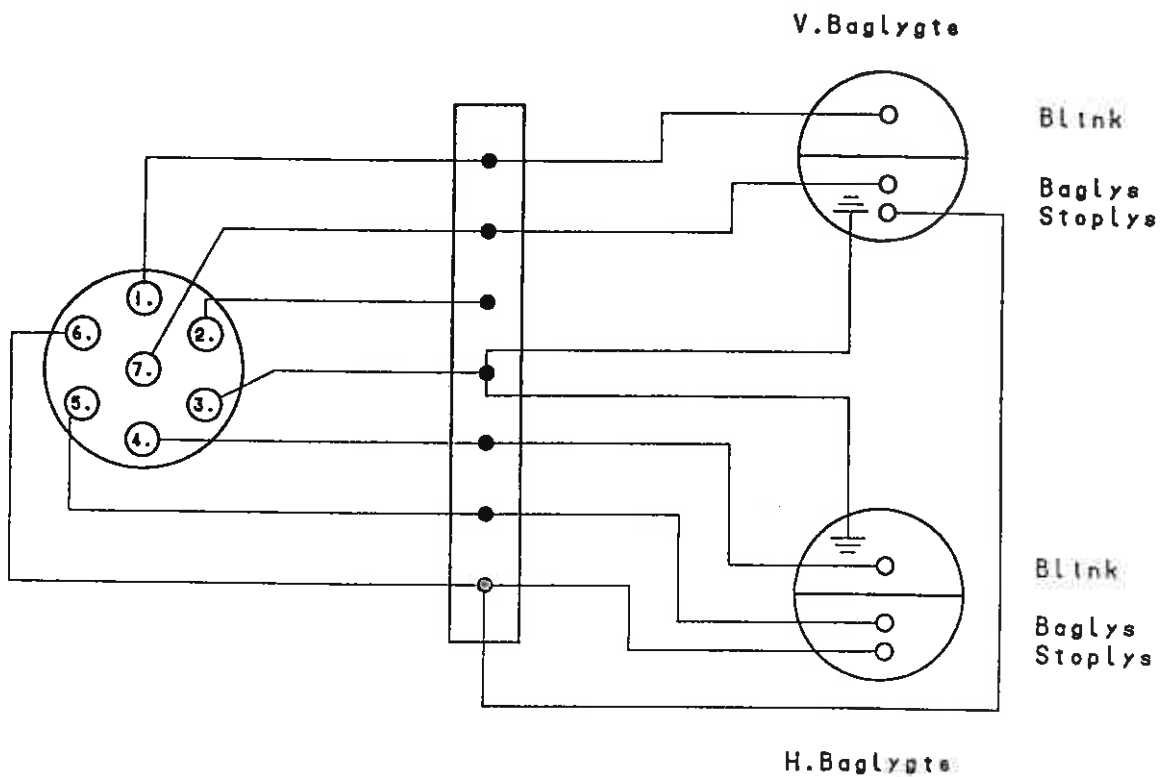 V.Baglygte
Blink
Baglys
Stoplys
1.
6.
2.
7.
5.
3.
4.
Blink
Baglys
Stoplys
H.Baglygte